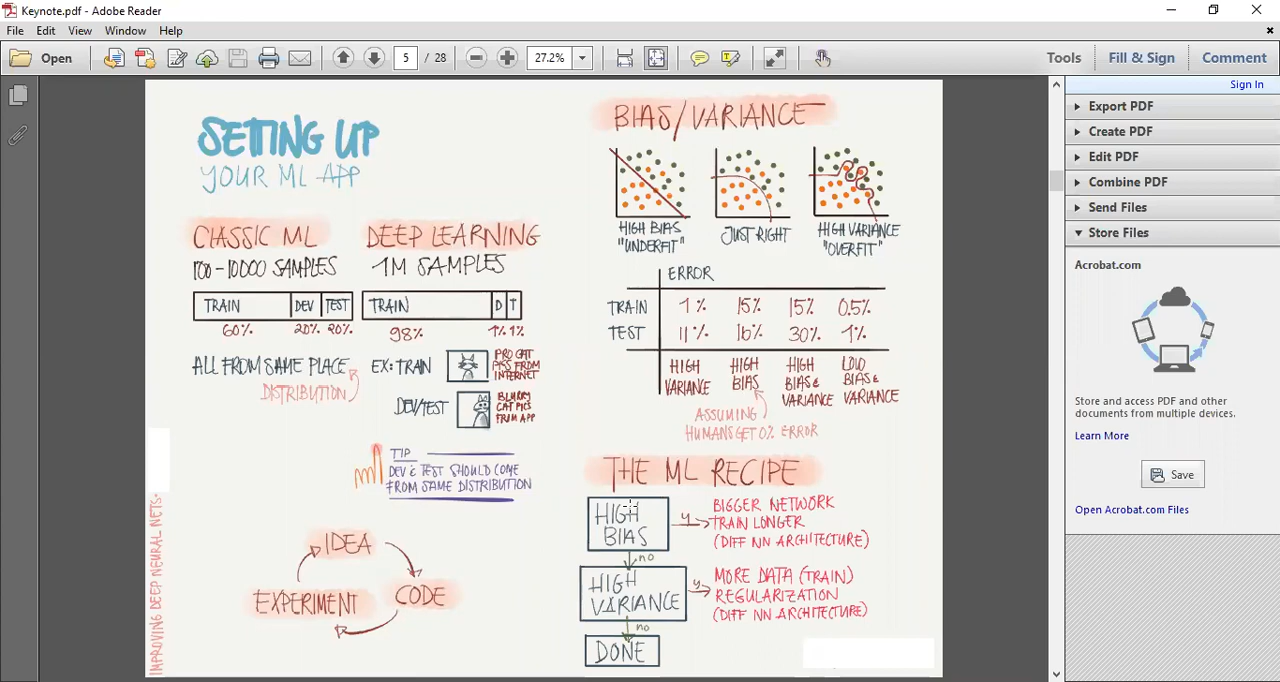 Keynote.pdf - Adobe Reader
File Edit View Window Help
Open
5 / 28
27.2%
Tools
Fill & Sign
Comment
Sign In
Export PDF
Create PDF
Edit PDF
Combine PDF
Send Files
Store Files
Acrobat.com
Store and access PDF and other
documents from multiple devices.
Learn More
Save
Open Acrobat.com Files
SETTING UP
YOUR ML APP
CLASSIC ML
100-10000 SAMPLES
TRAIN DEV TEST
60% 20% 20%
ALL FROM SAME PLACE
DISTRIBUTION
DEEP LEARNING
1M SAMPLES
TRAIN D T
98% 1% 1%
EX: TRAIN
PRO CAT
PICS FROM
INTERNET
DEV/TEST
BLURRY
CAT PICS
FROM APP
TIP
DEV & TEST SHOULD COME
FROM SAME DISTRIBUTION
IDEA
CODE
EXPERIMENT
IMPROVING DEEP NEURAL NETS-
BIAS/VARIANCE
HIGH BIAS
"UNDERFIT"
JUST RIGHT
HIGH VARIANCE
"OVERFIT"
ERROR
TRAIN 1% 15% 15% 0.5%
TEST 11% 16% 30% 1%
HIGH
VARIANCE
HIGH
BIAS
HIGH
BIAS &
VARIANCE
LOW
BIAS &
VARIANCE
ASSUMING
HUMANS GET 0% ERROR
THE ML RECIPE
HIGH
BIAS
y
BIGGER NETWORK
TRAIN LONGER
(DIFF NN ARCHITECTURE)
no
HIGH
VARIANCE
y
MORE DATA (TRAIN)
REGULARIZATION
(DIFF NN ARCHITECTURE)
no
DONE